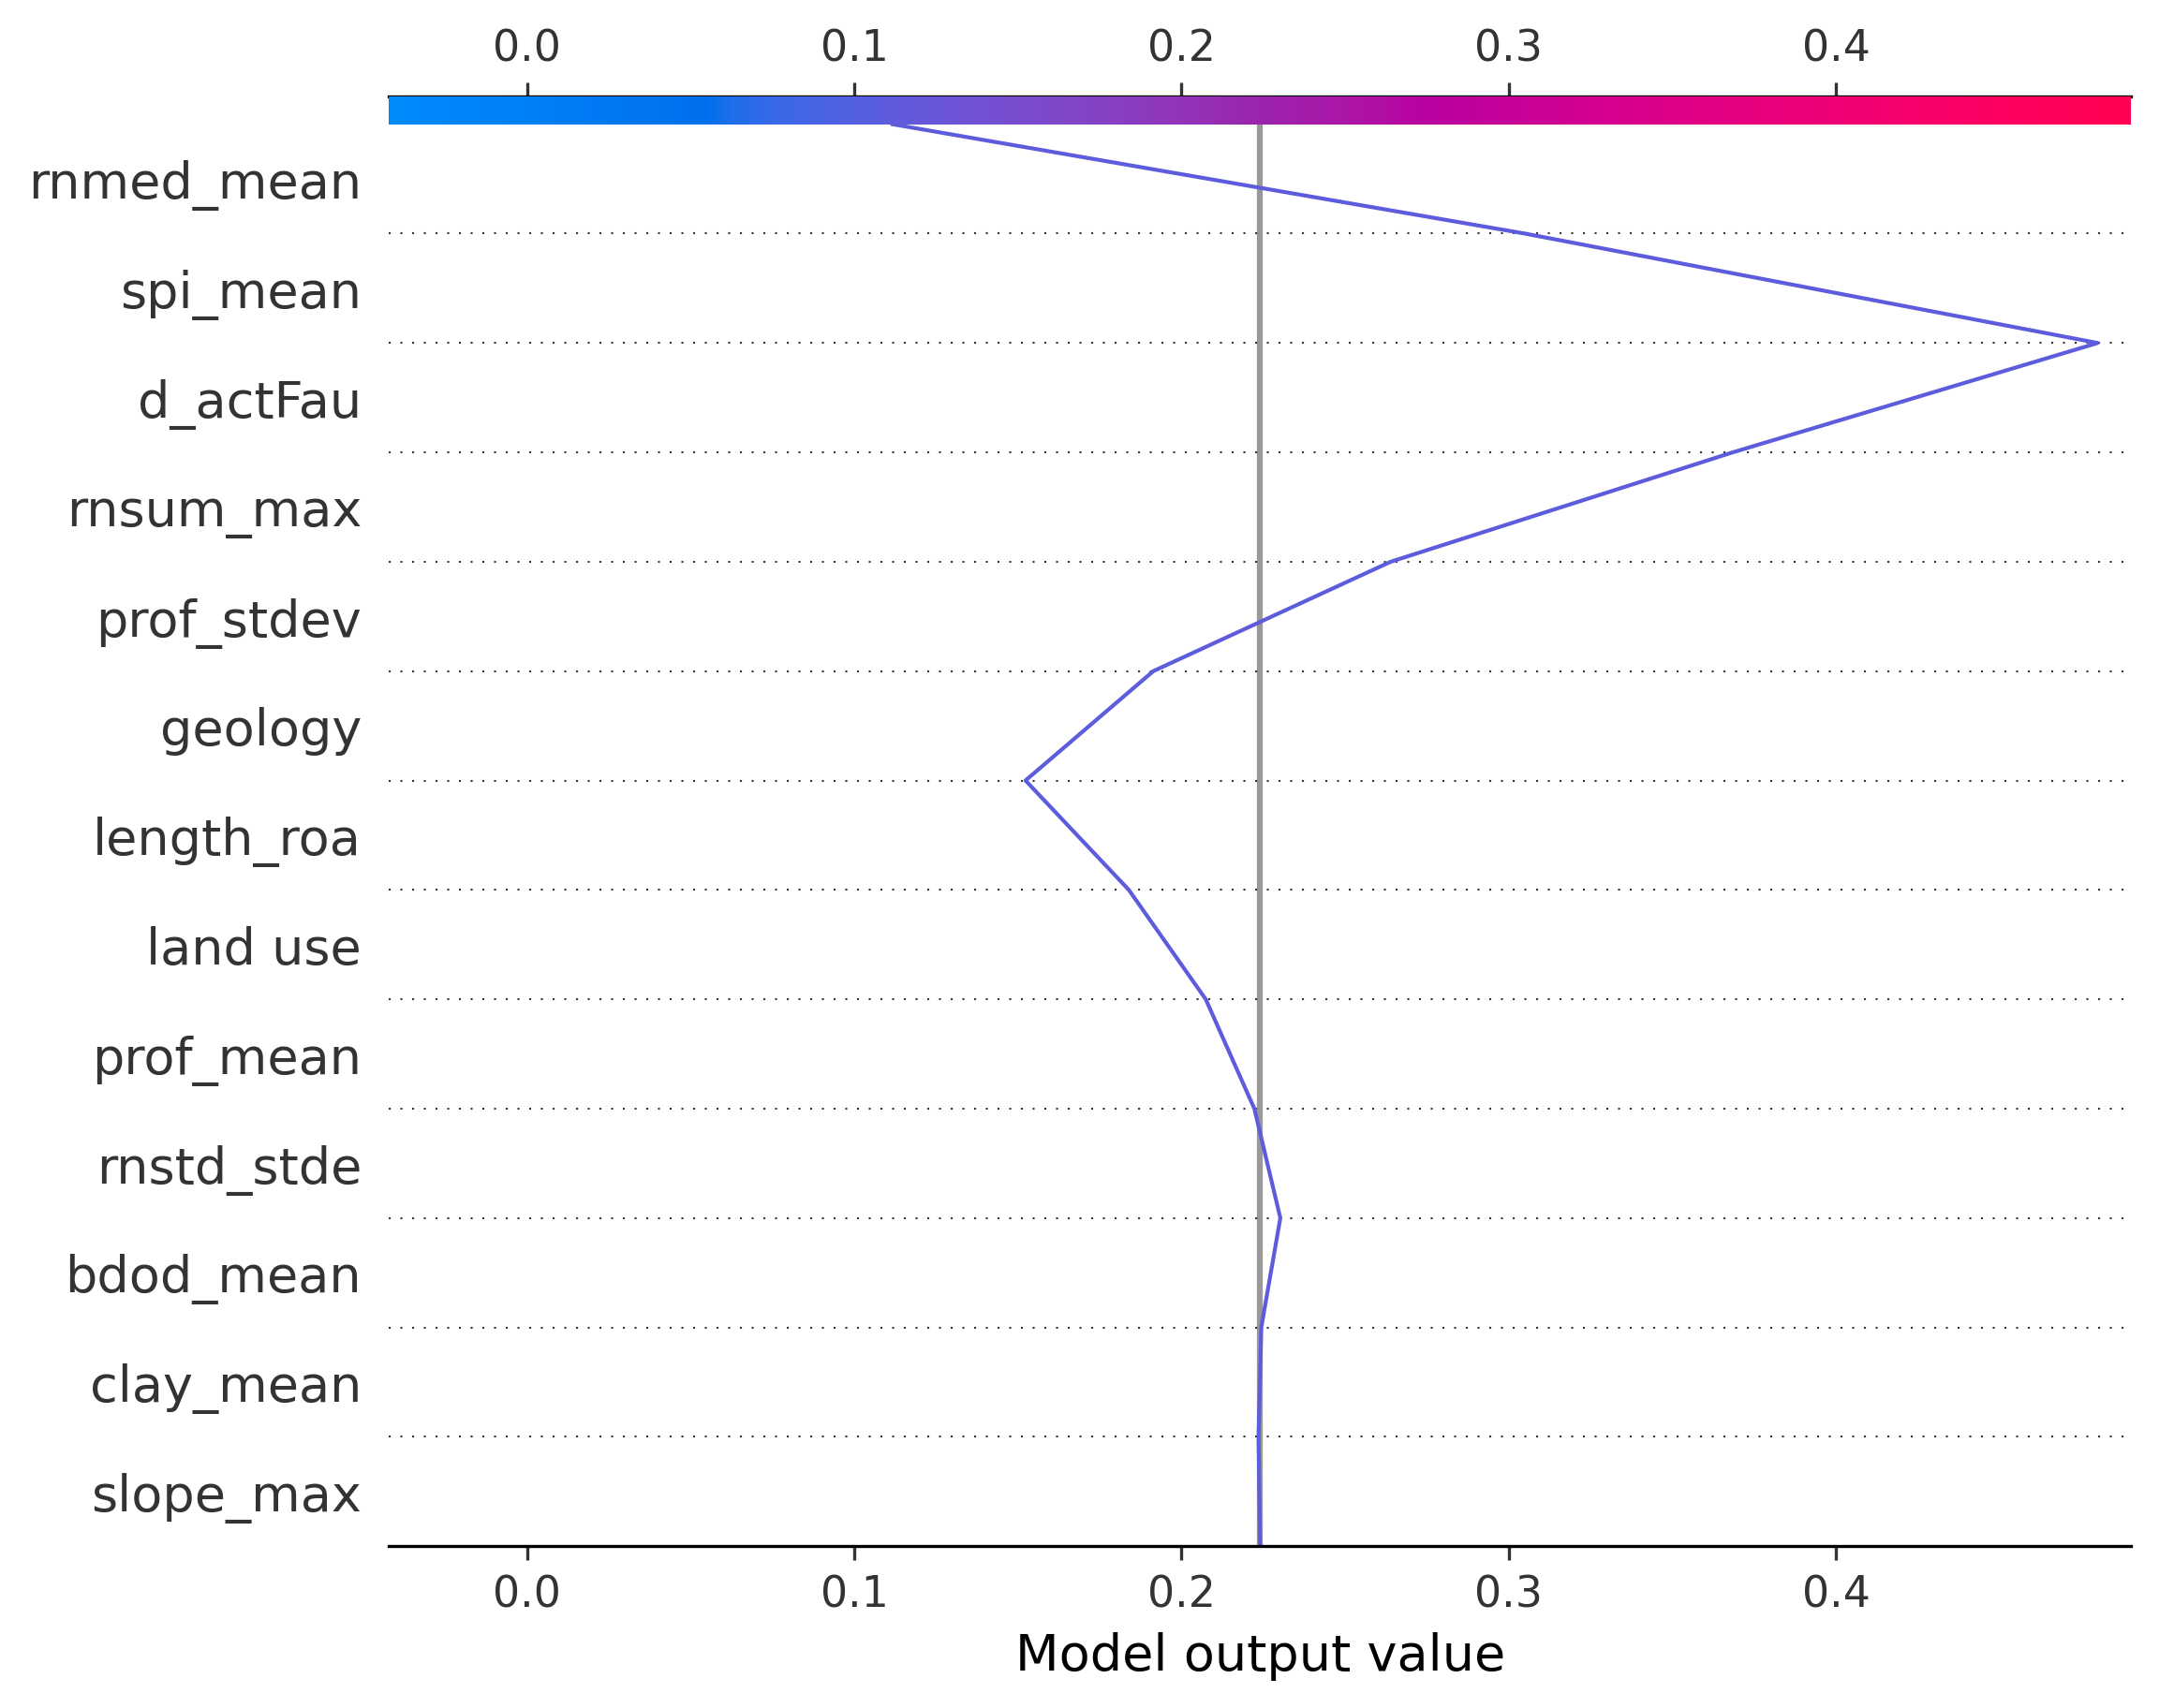 0.0 0.1 0.2 0.3 0.4
rnmed_mean
spi_mean
d_actFau
rnsum_max
prof_stdev
geology
length_roa
land use
prof_mean
rnstd_stde
bdod_mean
clay_mean
slope_max
0.0 0.1 0.2 0.3 0.4
Model output value